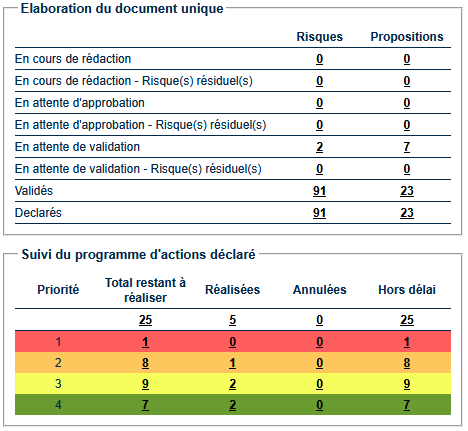 Elaboration du document unique
Risques Propositions
En cours de rédaction 0 0
En cours de rédaction - Risque(s) résiduel(s) 0 0
En attente d'approbation 0 0
En attente d'approbation - Risque(s) résiduel(s) 0 0
En attente de validation 2 7
En attente de validation - Risque(s) résiduel(s) 0 0
Validés 91 23
Declarés 91 23
Suivi du programme d'actions déclaré
Priorité Total restant à réaliser Réalisées Annulées Hors délai
25 5 0 25
1 1 0 0 1
2 8 1 0 8
3 9 2 0 9
4 7 2 0 7